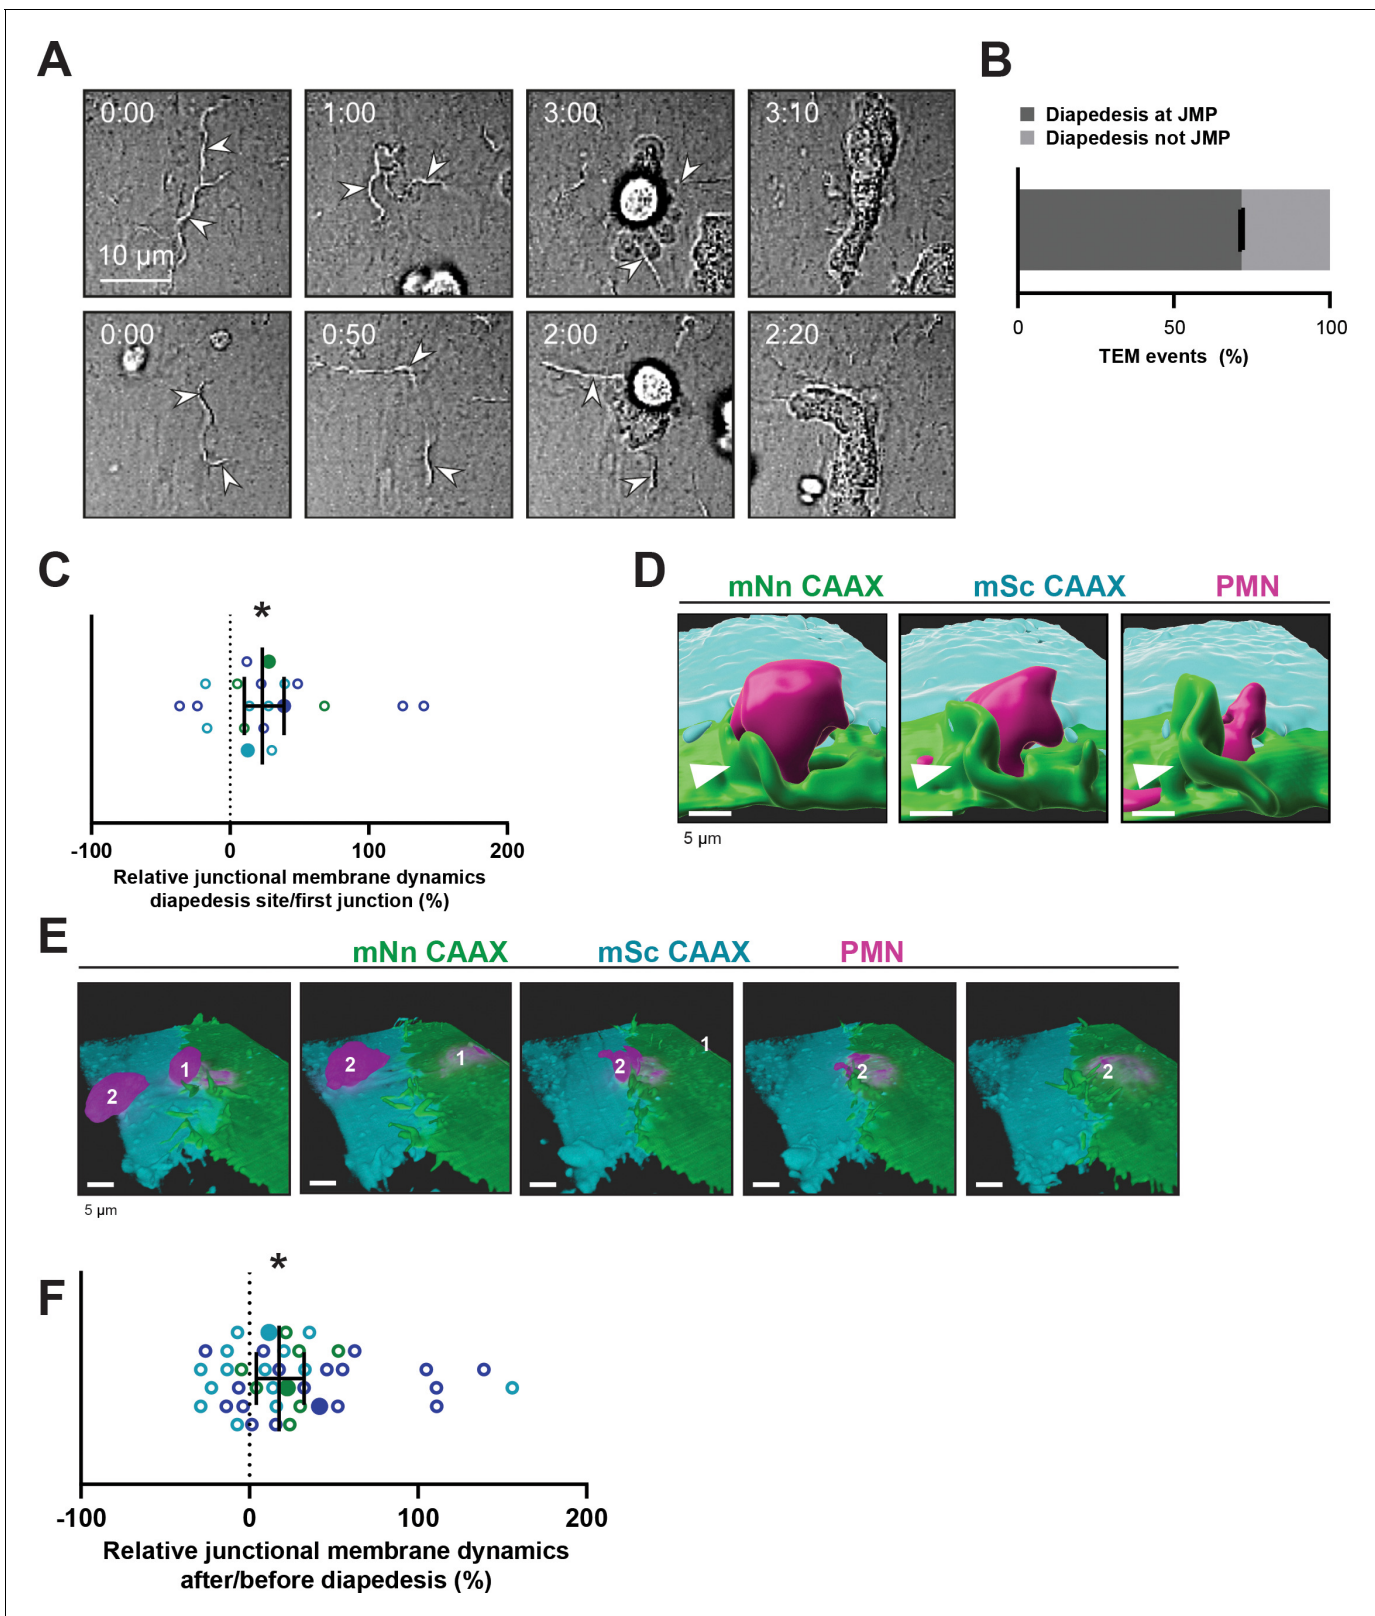 A
0:00
1:00
3:00
3:10
10 µm
0:00
0:50
2:00
2:20
B
Diapedesis at JMP
Diapedesis not JMP
0 50 100
TEM events (%)
C
*
-100 0 100 200
Relative junctional membrane dynamics
diapedesis site/first junction (%)
D
mNn CAAX mSc CAAX PMN
5 µm
E
mNn CAAX mSc CAAX PMN
2 1
2 1
2 1
2
2
5 µm
F
*
-100 0 100 200
Relative junctional membrane dynamics
after/before diapedesis (%)